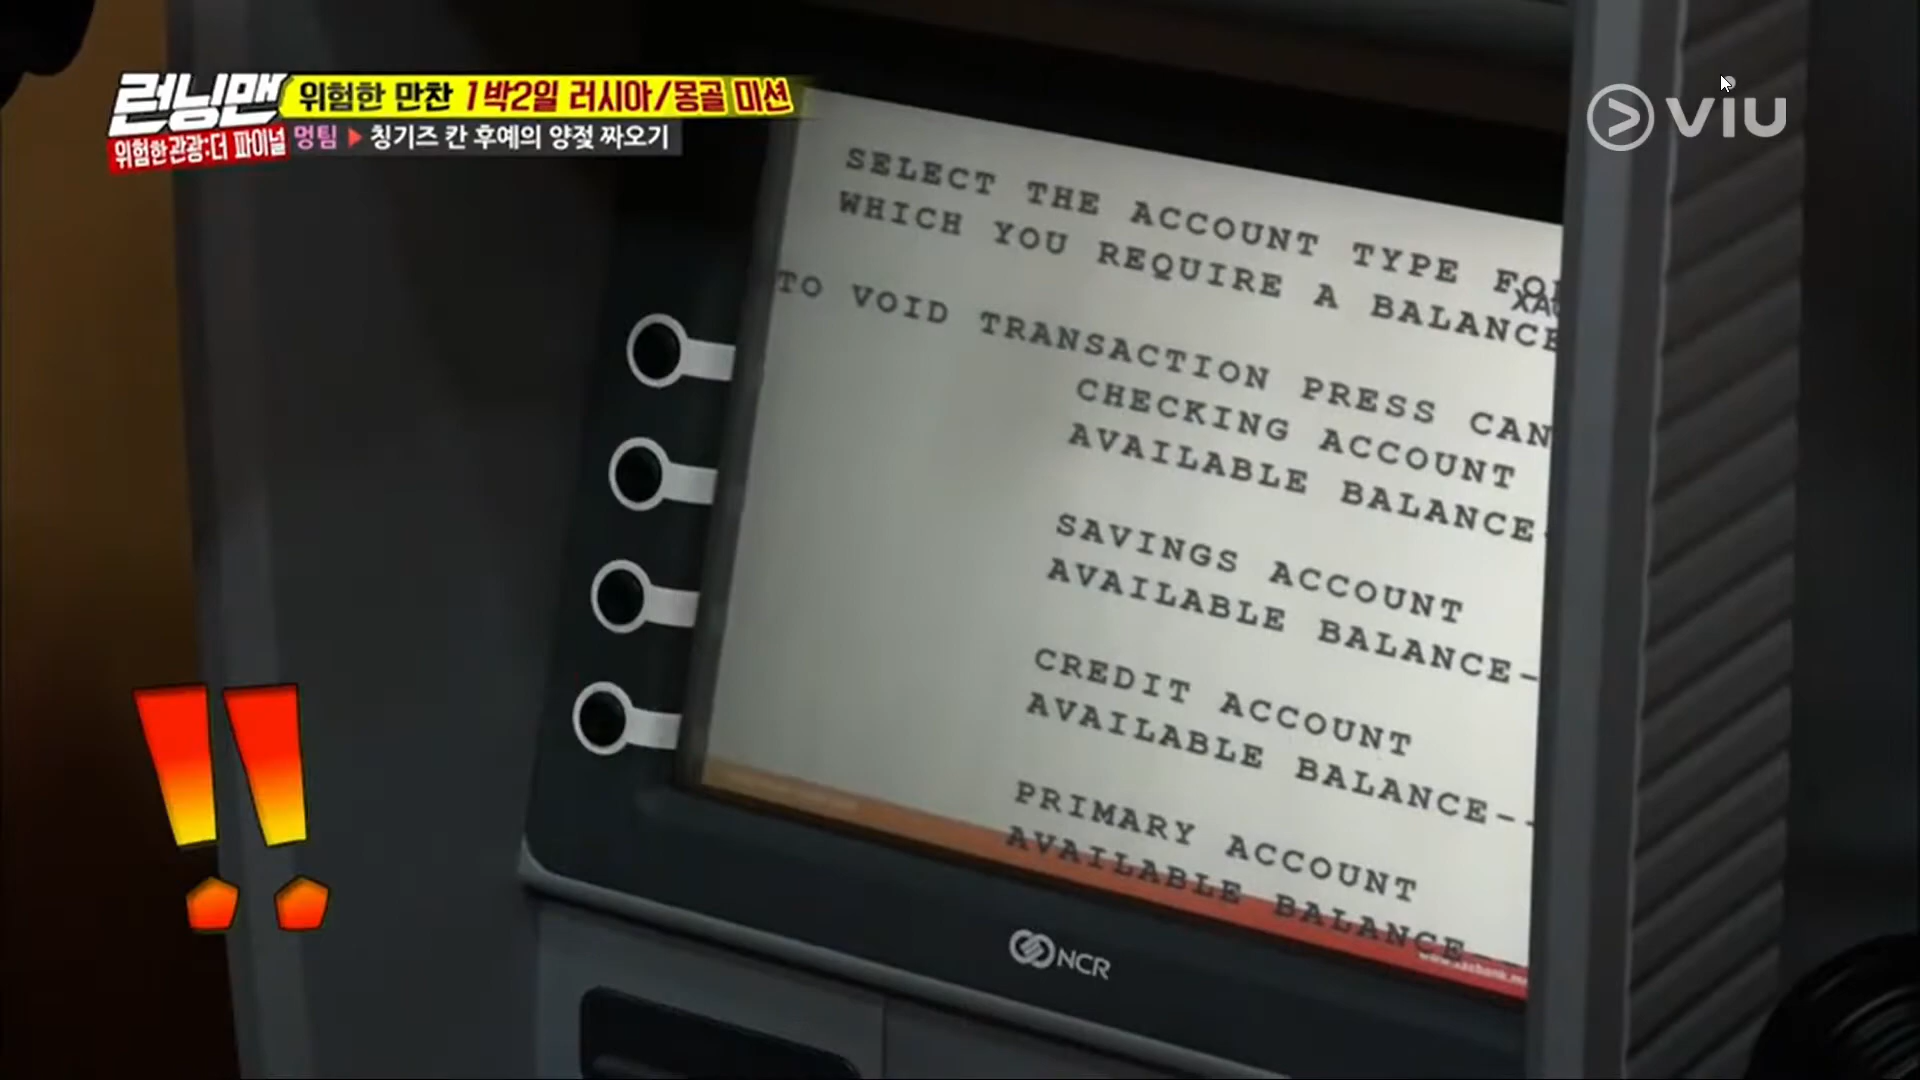 런닝맨
위험한 만찬 1박2일 러시아/몽골 미션
위험한관광:더 파이널
멍팀 ▶ 칭기즈 칸 후예의 양젖 짜오기
viu
SELECT THE ACCOUNT TYPE FO
WHICH YOU REQUIRE A BALANCE
TO VOID TRANSACTION PRESS CAN
CHECKING ACCOUNT
AVAILABLE BALANCE-
SAVINGS ACCOUNT
AVAILABLE BALANCE-
CREDIT ACCOUNT
AVAILABLE BALANCE--
PRIMARY ACCOUNT
AVAILABLE BALANCE
!!
NCR